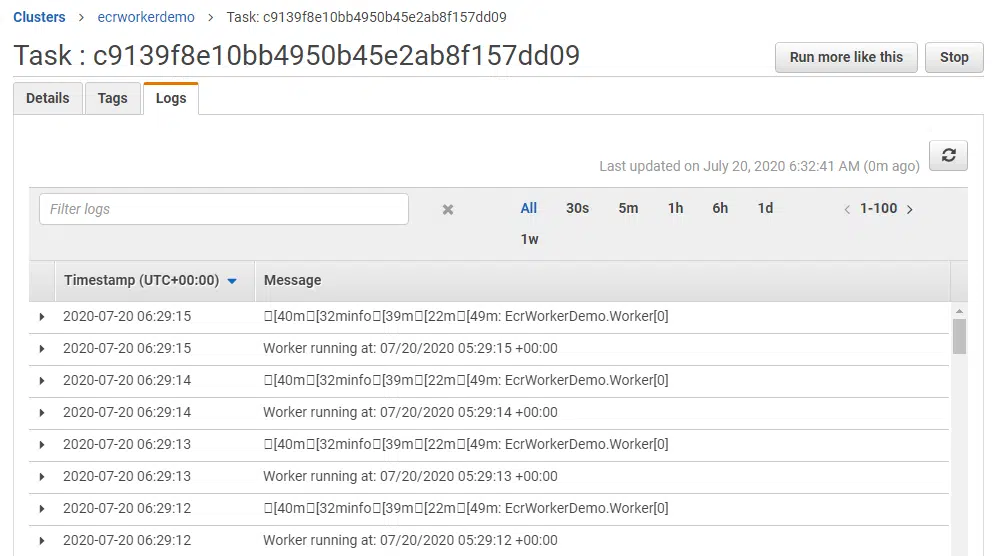 Clusters > ecrworkerdemo > Task: c9139f8e10bb4950b45e2ab8f157dd09
Task : c9139f8e10bb4950b45e2ab8f157dd09
Run more like this Stop
Details Tags Logs
Last updated on July 20, 2020 6:32:41 AM (0m ago)
Filter logs All 30s 5m 1h 6h 1d 1-100
1w
Timestamp (UTC+00:00) Message
2020-07-20 06:29:15 □[40m□[32minfo□[39m□[22m□[49m: EcrWorkerDemo.Worker[0]
2020-07-20 06:29:15 Worker running at: 07/20/2020 05:29:15 +00:00
2020-07-20 06:29:14 □[40m□[32minfo□[39m□[22m□[49m: EcrWorkerDemo.Worker[0]
2020-07-20 06:29:14 Worker running at: 07/20/2020 05:29:14 +00:00
2020-07-20 06:29:13 □[40m□[32minfo□[39m□[22m□[49m: EcrWorkerDemo.Worker[0]
2020-07-20 06:29:13 Worker running at: 07/20/2020 05:29:13 +00:00
2020-07-20 06:29:12 □[40m□[32minfo□[39m□[22m□[49m: EcrWorkerDemo.Worker[0]
2020-07-20 06:29:12 Worker running at: 07/20/2020 05:29:12 +00:00